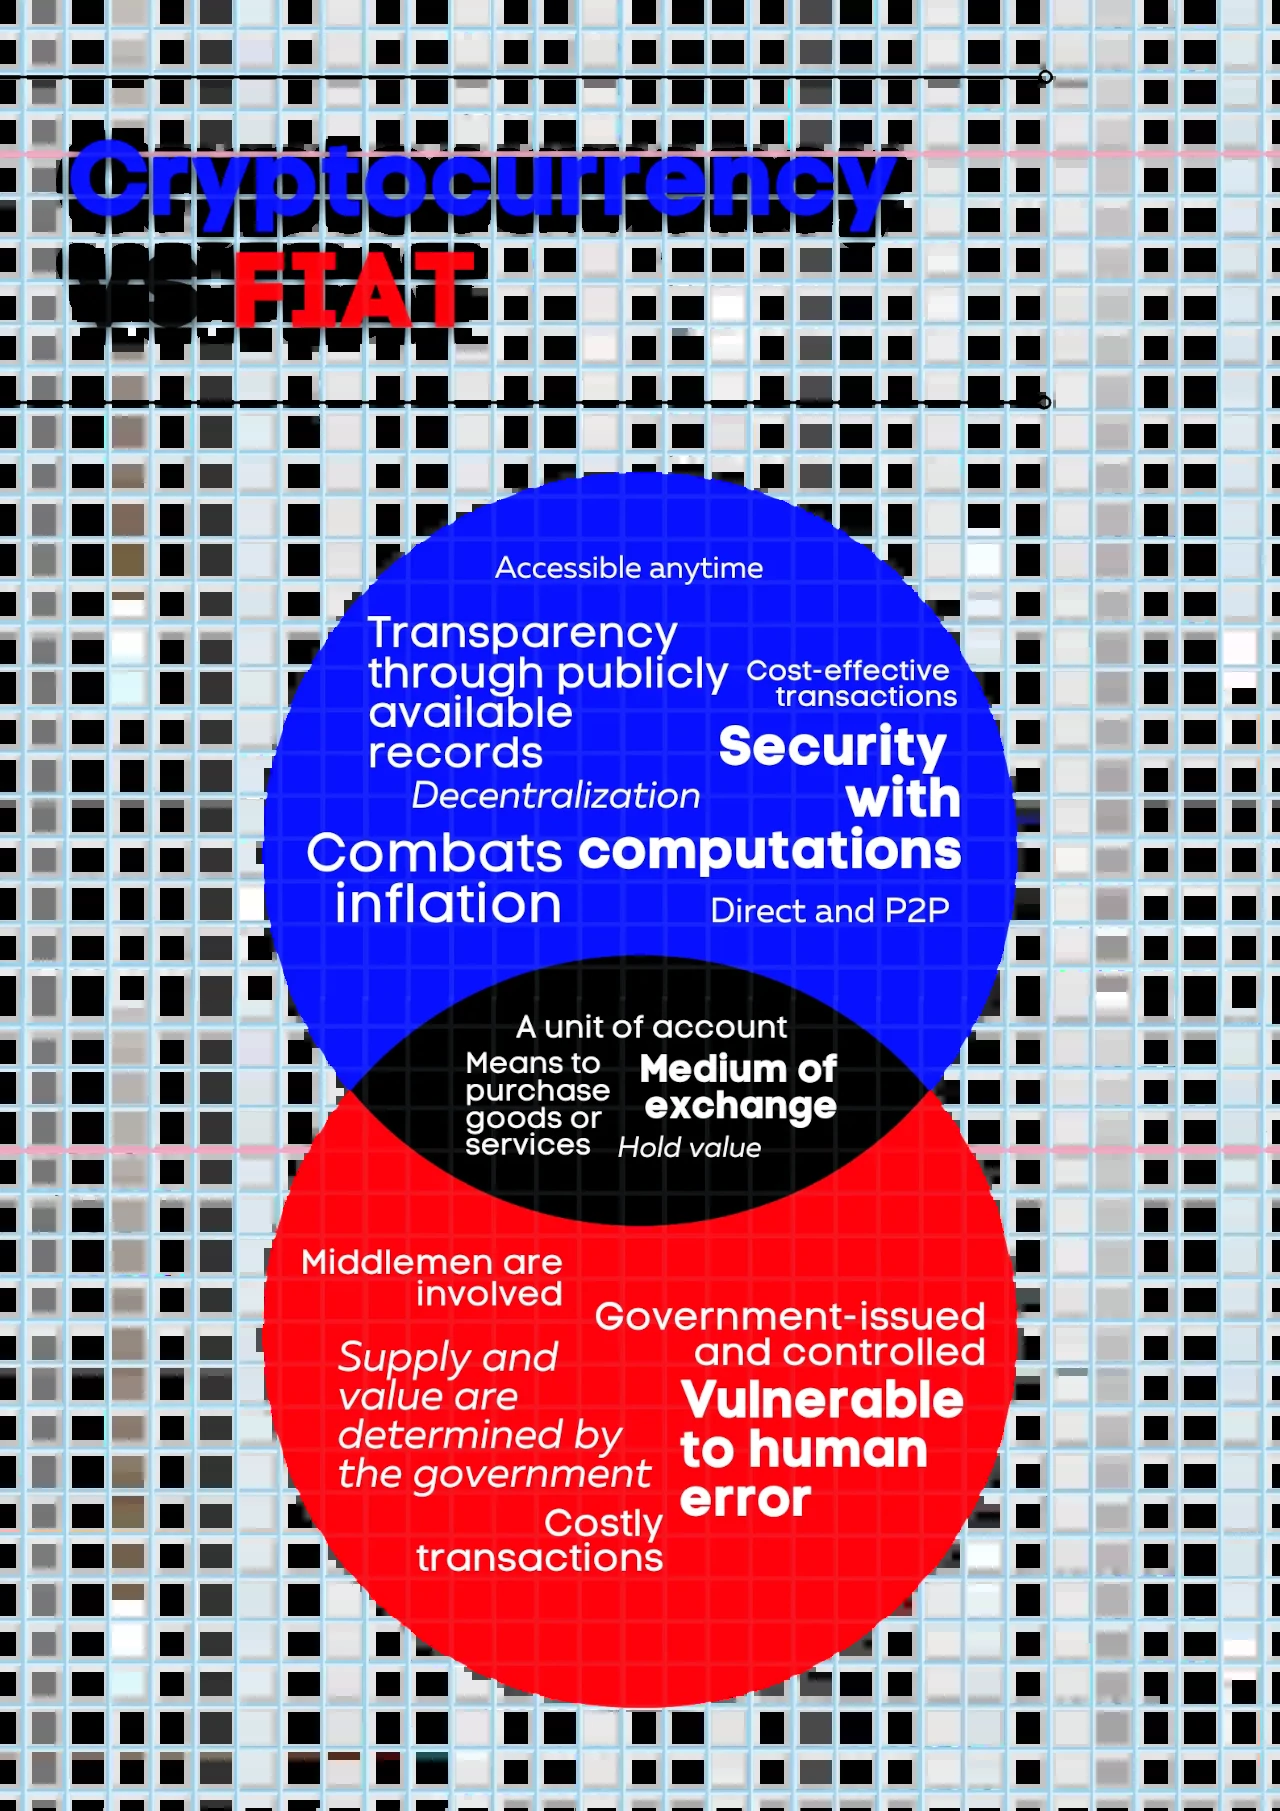 Cryptocurrency
VS FIAT
Accessible anytime
Transparency
through publicly
available
records
Cost-effective
transactions
Security
with
computations
Decentralization
Combats
inflation
Direct and P2P
A unit of account
Means to
purchase
goods or
services
Medium of
exchange
Hold value
Middlemen are
involved
Government-issued
and controlled
Supply and
value are
determined by
the government
Vulnerable
to human
error
Costly
transactions